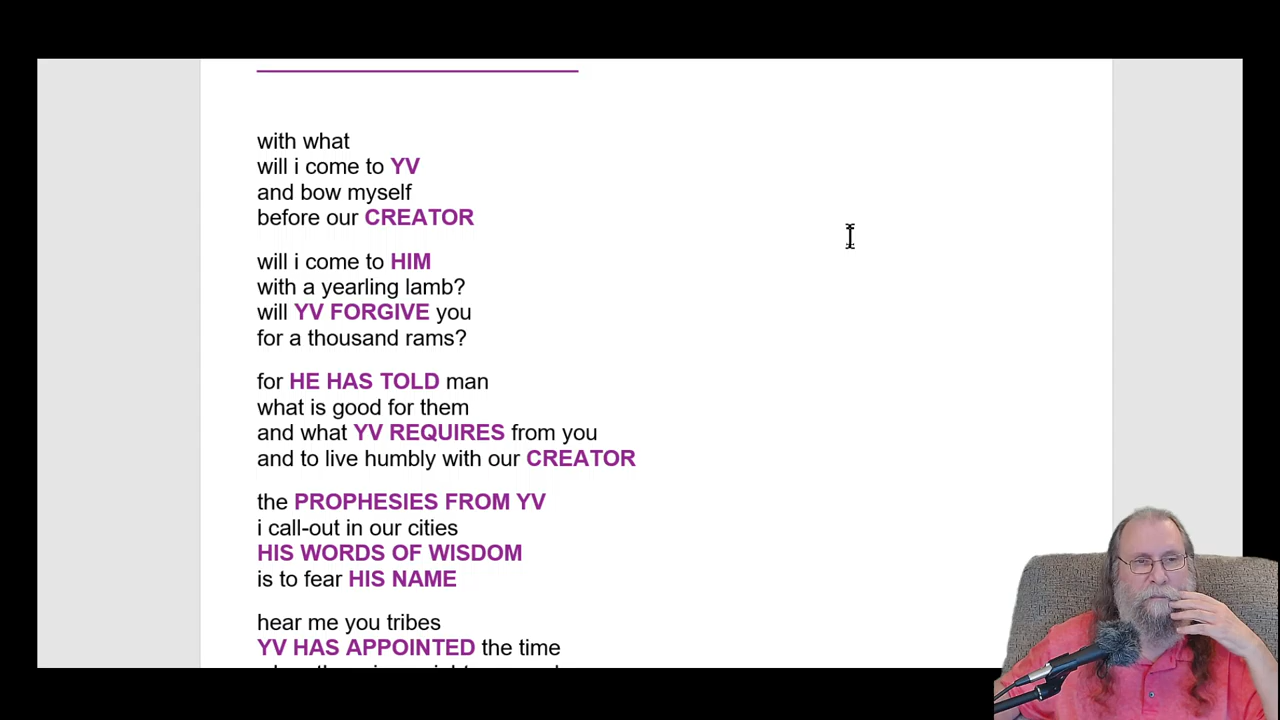 with what
will i come to YV
and bow myself
before our CREATOR
will i come to HIM
with a yearling lamb?
will YV FORGIVE you
for a thousand rams?
for HE HAS TOLD man
what is good for them
and what YV REQUIRES from you
and to live humbly with our CREATOR
the PROPHESIES FROM YV
i call-out in our cities
HIS WORDS OF WISDOM
is to fear HIS NAME
hear me you tribes
YV HAS APPOINTED the time